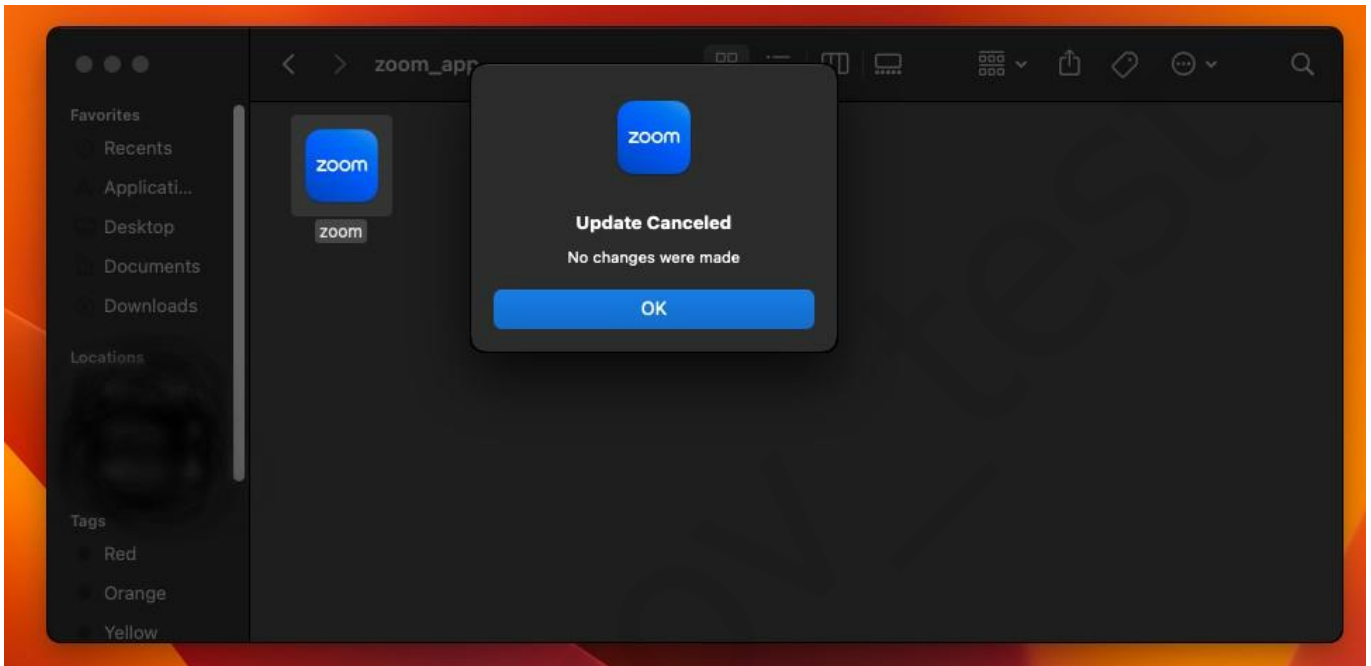 zoom_app
Favorites
Recents
Applicati...
Desktop
Documents
Downloads
Locations
Tags
Red
Orange
Yellow
zoom
zoom
zoom
Update Canceled
No changes were made
OK